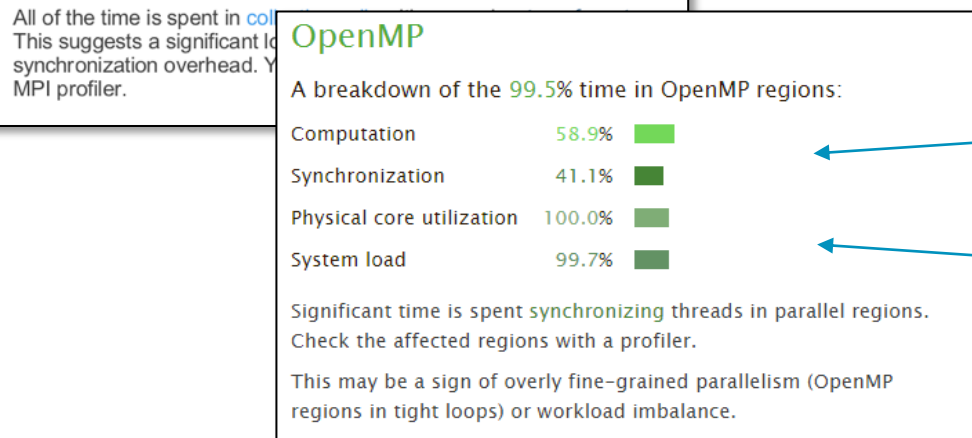 All of the time is spent in
This suggests a significant
synchronization overhead.
MPI profiler.
OpenMP
A breakdown of the 99.5% time in OpenMP regions:
Computation 58.9%
Synchronization 41.1%
Physical core utilization 100.0%
System load 99.7%
Significant time is spent synchronizing threads in parallel regions.
Check the affected regions with a profiler.
This may be a sign of overly fine-grained parallelism (OpenMP
regions in tight loops) or workload imbalance.